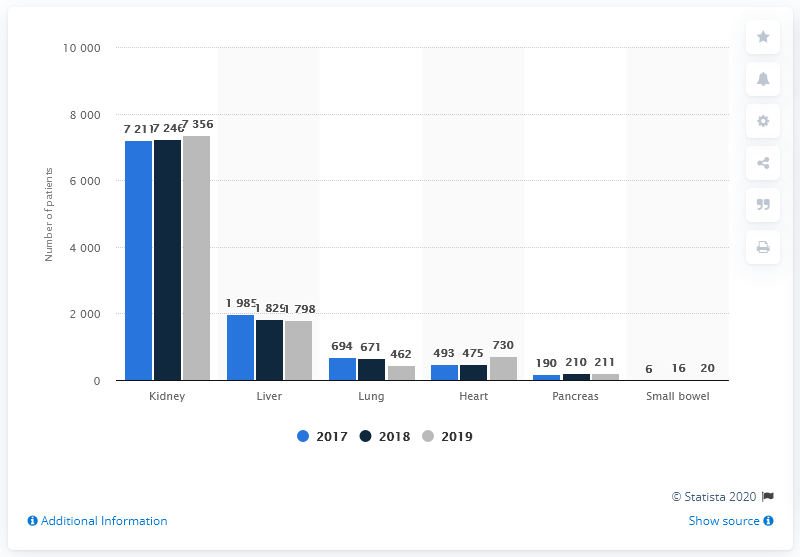 10 000
8 000
6 000
4 000
2 000
0
Number of patients
7 211 7 246 7 356
1 985 1 829 1 798
694 671 462
493 475 730
190 210 211
6 16 20
Kidney Liver Lung Heart Pancreas Small bowel
2017 2018 2019
© Statista 2020
Additional Information Show source